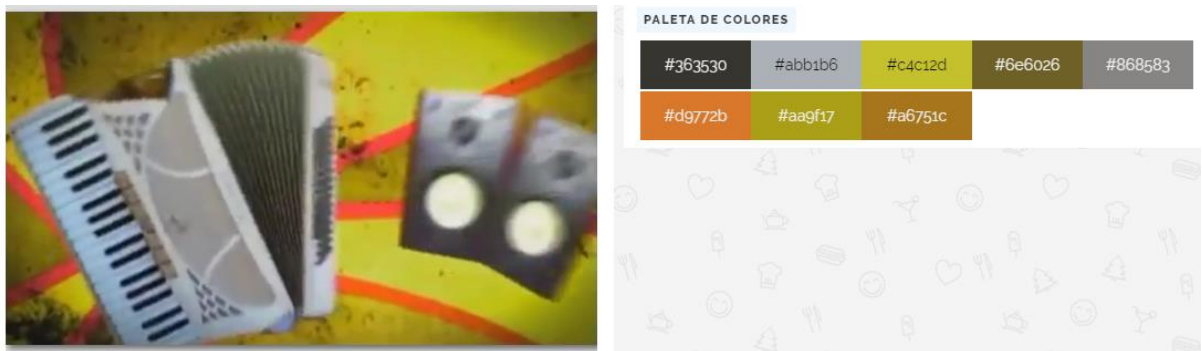 PALETA DE COLORES
#363530 #abb1b6 #c4c12d #6e6026 #868583
#d9772b #aa9f17 #a6751c